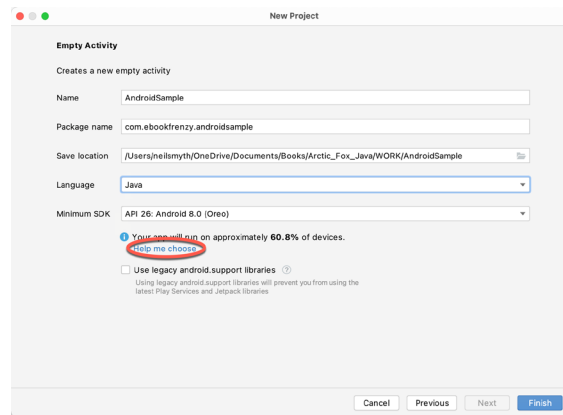 New Project
Empty Activity
Creates a new empty activity
Name AndroidSample
Package name com.ebookfrenzy.androidsample
Save location /Users/neilsmyth/OneDrive/Documents/Books/Arctic_Fox_Java/WORK/AndroidSample
Language Java
Minimum SDK API 26: Android 8.0 (Oreo)
Your app will run on approximately 60.8% of devices.
Help me choose
Use legacy android.support libraries ?
Using legacy android.support libraries will prevent you from using the
latest Play Services and Jetpack libraries
Cancel Previous Next Finish